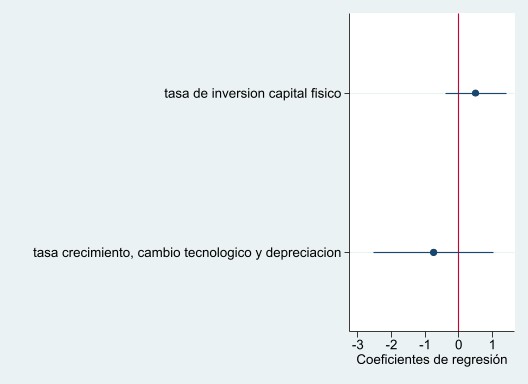 tasa de inversion capital fisico
tasa crecimiento, cambio tecnologico y depreciacion
-3 -2 -1 0 1
Coeficientes de regresión